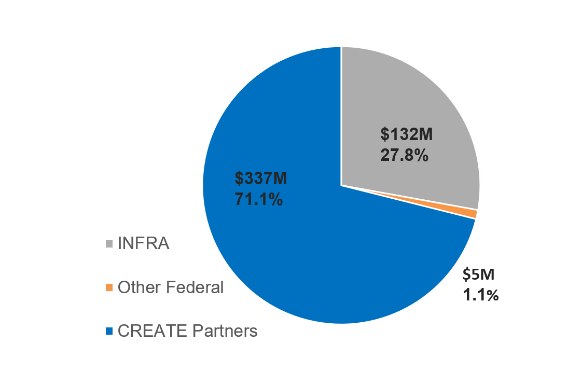 $132M
27.8%
$337M
71.1%
INFRA
$5M
1.1%
Other Federal
CREATE Partners